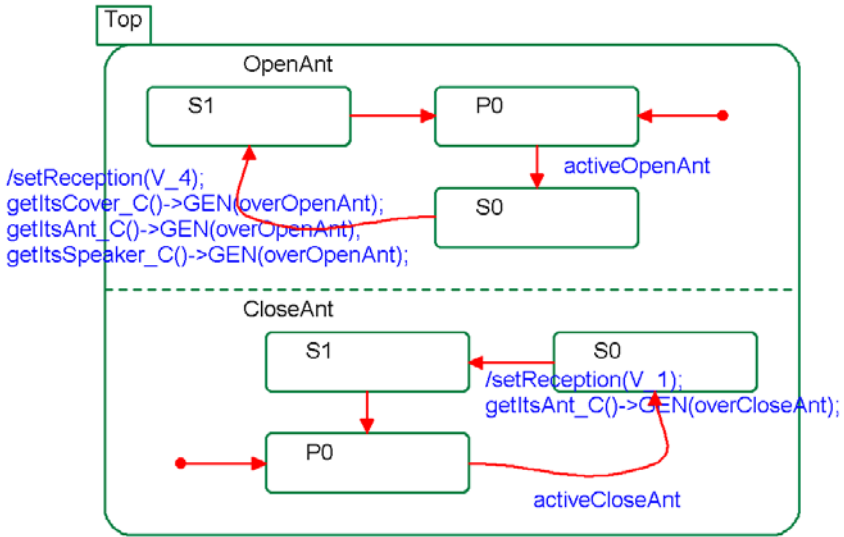 Top
OpenAnt
S1
P0
activeOpenAnt
/setReception(V_4);
getItsCover_C()->GEN(overOpenAnt);
getItsAnt_C()->GEN(overOpenAnt);
getItsSpeaker_C()->GEN(overOpenAnt);
S0
CloseAnt
S1
S0
/setReception(V_1);
getItsAnt_C()->GEN(overCloseAnt);
P0
activeCloseAnt